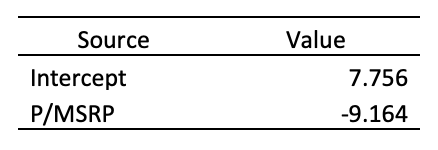 Source Value
Intercept 7.756
P/MSRP -9.164